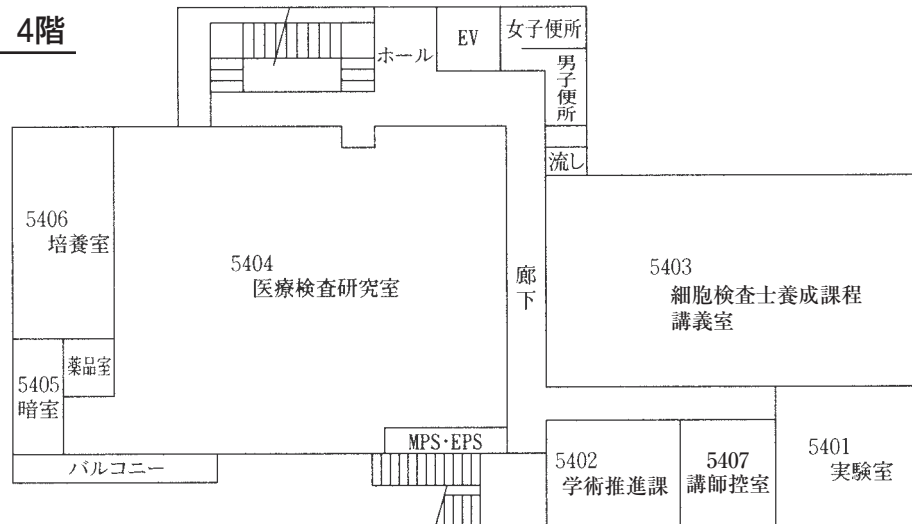 4階
ホール
EV
女子便所
男子便所
流し
5406
培養室
5404
医療検査研究室
廊下
5403
細胞検査士養成課程
講義室
薬品室
5405
暗室
MPS・EPS
バルコニー
5402
学術推進課
5407
講師控室
5401
実験室